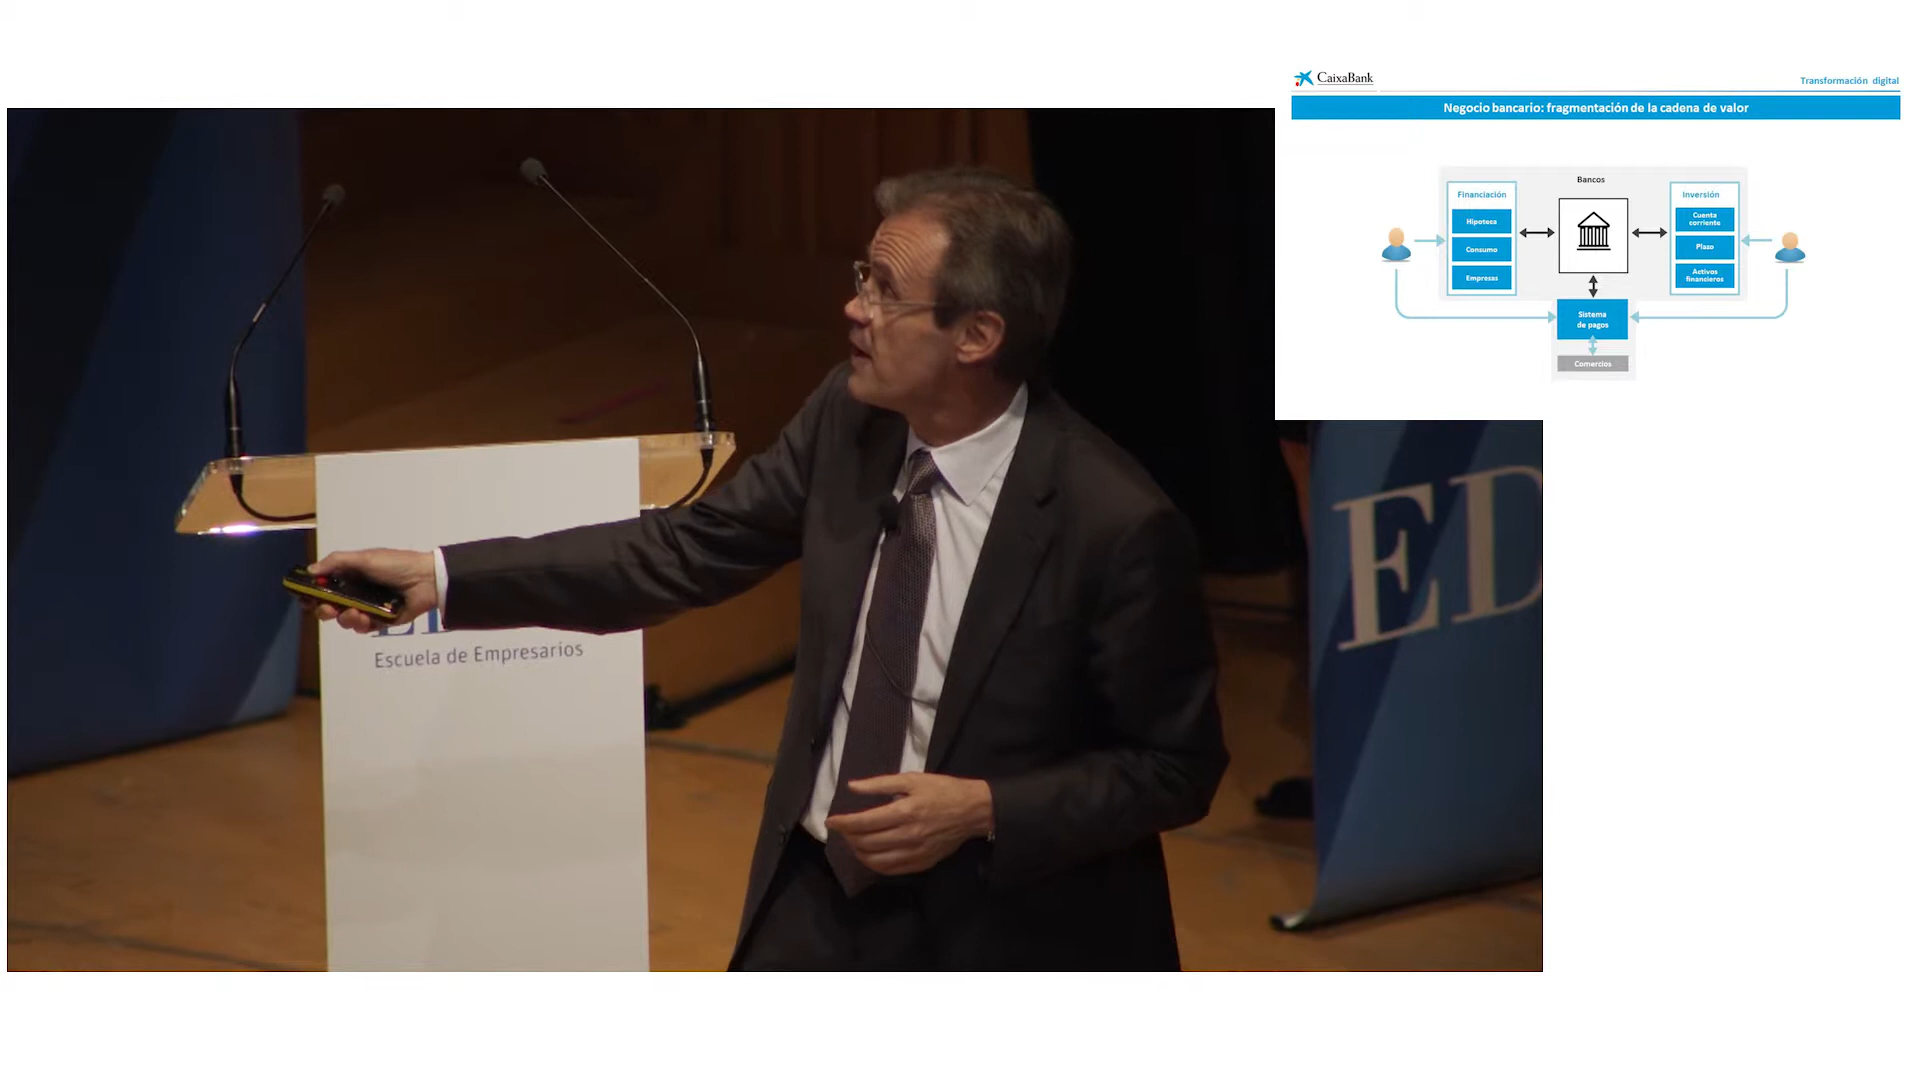 CaixaBank
Transformación digital
Negocio bancario: fragmentación de la cadena de valor
Bancos
Financiación
Hipoteca
Consumo
Empresas
Inversión
Cuenta
corriente
Plazo
Activos
financieros
Sistema
de pagos
Comercios
Escuela de Empresarios
ED